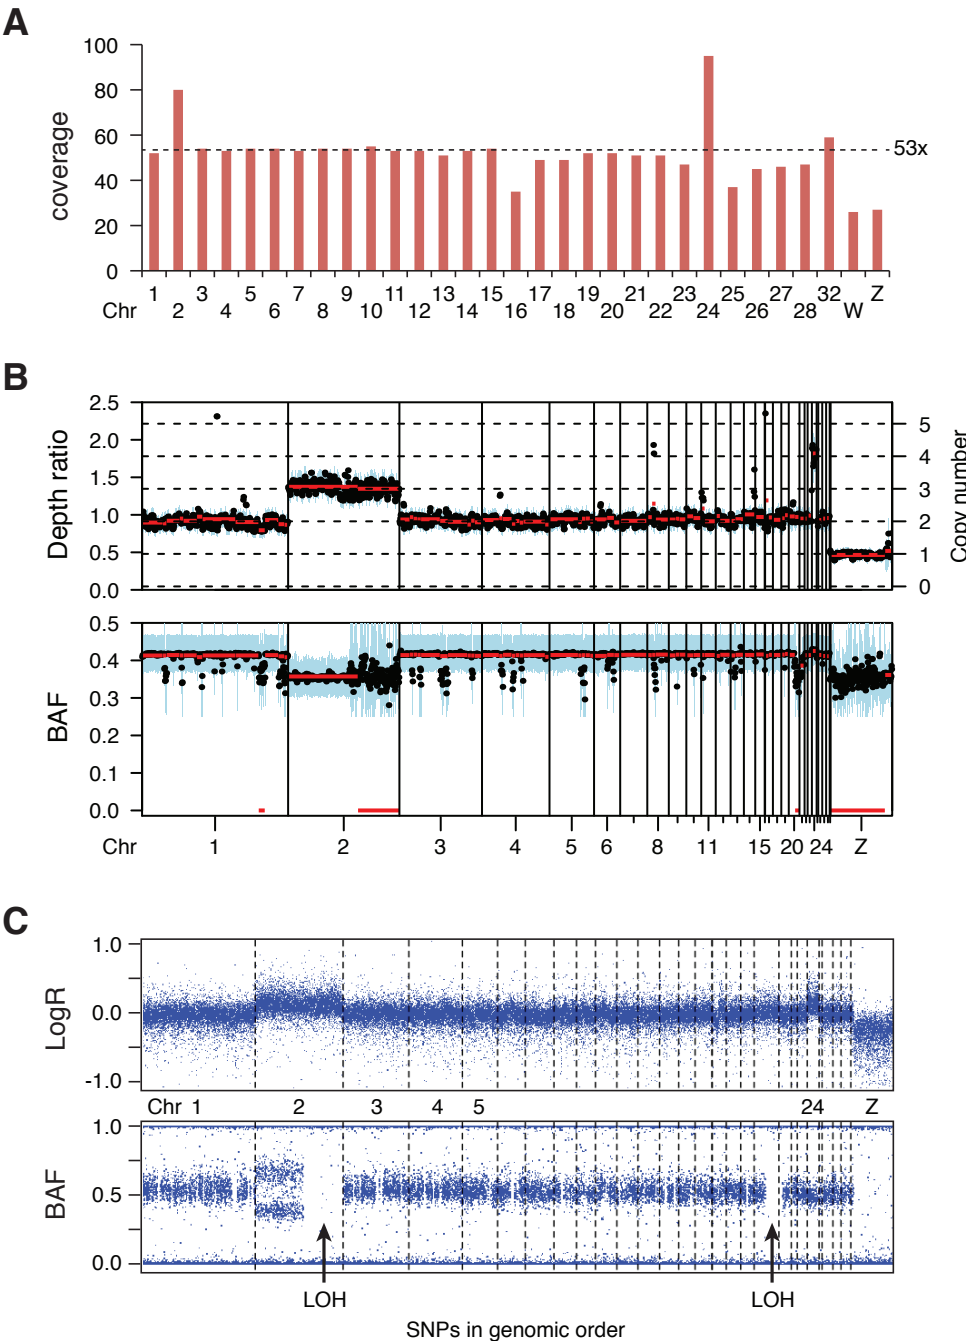 A
coverage
100
80
60
40
20
0
53x
1 3 5 7 9 11 13 15 17 19 21 23 25 27 32 Z
Chr 2 4 6 8 10 12 14 16 18 20 22 24 26 28 W
B
Depth ratio
2.5
2.0
1.5
1.0
0.5
0.0
5
4
3
2
1
0
Copy number
BAF
0.5
0.4
0.3
0.2
0.1
0.0
Chr 1 2 3 4 5 6 8 11 15 20 24 Z
C
LogR
1.0
0.0
-1.0
Chr 1 2 3 4 5 24 Z
BAF
1.0
0.5
0.0
LOH LOH
SNPs in genomic order